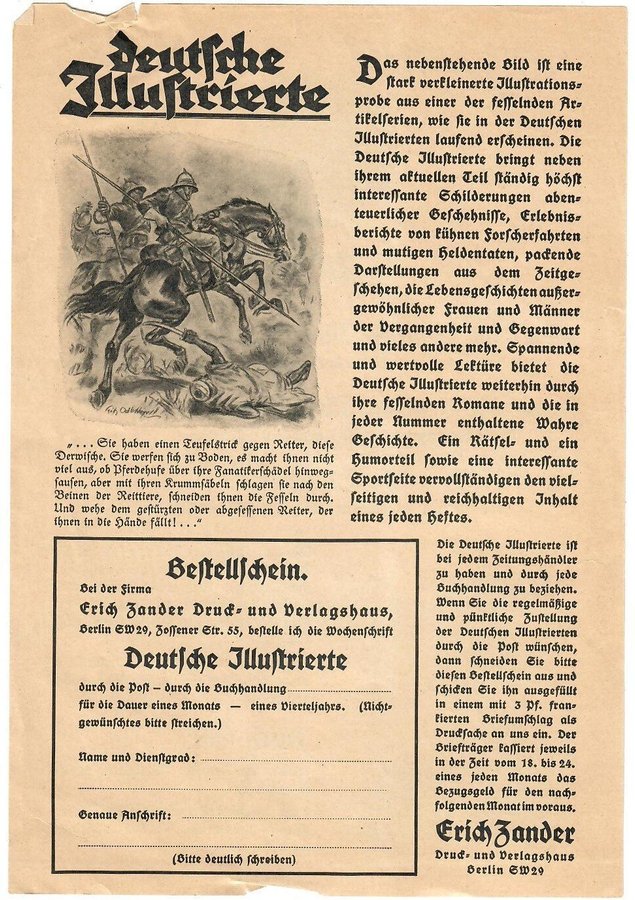 Deutsche
Illustrierte
Das nebenstehende Bild ist eine
stark verkleinerte Illustrations-
probe aus einer der fesselnden Ar-
tikelserien, wie sie in der Deutschen
Illustrierten laufend erscheinen. Die
Deutsche Illustrierte bringt neben
ihrem aktuellen Teil ständig höchst
interessante Schilderungen aben-
teuerlicher Geschehnisse, Erlebnis-
berichte von kühnen Forscherfahrten
und mutigen Heldentaten, packende
Darstellungen aus dem Zeitge-
schehen, die Lebensgeschichten außer-
gewöhnlicher Frauen und Männer
der Vergangenheit und Gegenwart
und vieles andere mehr. Spannende
und wertvolle Lektüre bietet die
Deutsche Illustrierte weiterhin durch
ihre fesselnden Romane und die in
jeder Nummer enthaltene Wahre
Geschichte. Ein Rätsel- und ein
Humorteil sowie eine interessante
Sportseite vervollständigen den viel-
seitigen und reichhaltigen Inhalt
eines jeden Heftes.
„... Sie haben einen Teufelstrick gegen Reiter, diese
Derwische. Sie werfen sich zu Boden, es macht ihnen nicht
viel aus, ob Pferdehufe über ihre Fanatikerschädel hinweg-
sausen, aber mit ihren Krummsäbeln schlagen sie nach den
Beinen der Reittiere, schneiden ihnen die Fesseln durch.
Und wehe dem gestürzten oder abgesessenen Reiter, der
ihnen in die Hände fällt! ...“
Bestellschein.
Bei der Firma
Erich Zander Druck- und Verlagshaus,
Berlin SW29, Zossener Str. 55, bestelle ich die Wochenschrift
Deutsche Illustrierte
durch die Post – durch die Buchhandlung
für die Dauer eines Monats — eines Vierteljahrs. (Nicht-
gewünschtes bitte streichen.)
Name und Dienstgrad:
Genaue Anschrift:
(Bitte deutlich schreiben)
Die Deutsche Illustrierte ist
bei jedem Zeitungshändler
zu haben und durch jede
Buchhandlung zu beziehen.
Wenn Sie die regelmäßige
und pünktliche Zustellung
der Deutschen Illustrierten
durch die Post wünschen,
dann schneiden Sie bitte
diesen Bestellschein aus und
schicken Sie ihn ausgefüllt
in einem mit 3 Pf. fran-
kierten Briefumschlag als
Drucksache an uns ein. Der
Briefträger kassiert jeweils
in der Zeit vom 18. bis 24.
eines jeden Monats das
Bezugsgeld für den nach-
folgenden Monat im voraus.
Erich Zander
Druck- und Verlagshaus
Berlin SW29